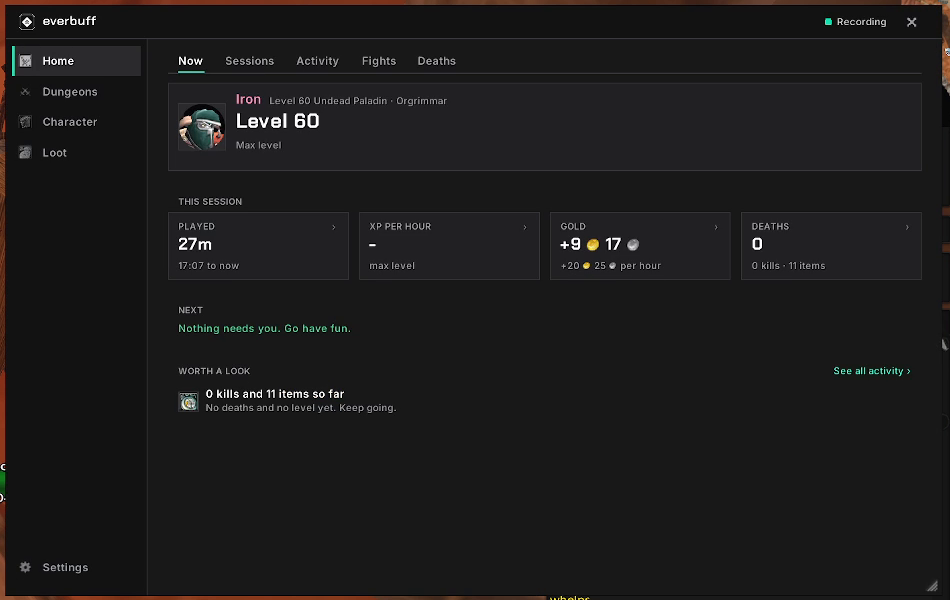 everbuff
Recording
Home
Dungeons
Character
Loot
Settings
Now Sessions Activity Fights Deaths
Iron Level 60 Undead Paladin · Orgrimmar
Level 60
Max level
THIS SESSION
PLAYED
27m
17:07 to now
XP PER HOUR
–
max level
GOLD
+9 17
+20 25 per hour
DEATHS
0
0 kills · 11 items
NEXT
Nothing needs you. Go have fun.
WORTH A LOOK
See all activity ›
0 kills and 11 items so far
No deaths and no level yet. Keep going.
whelps